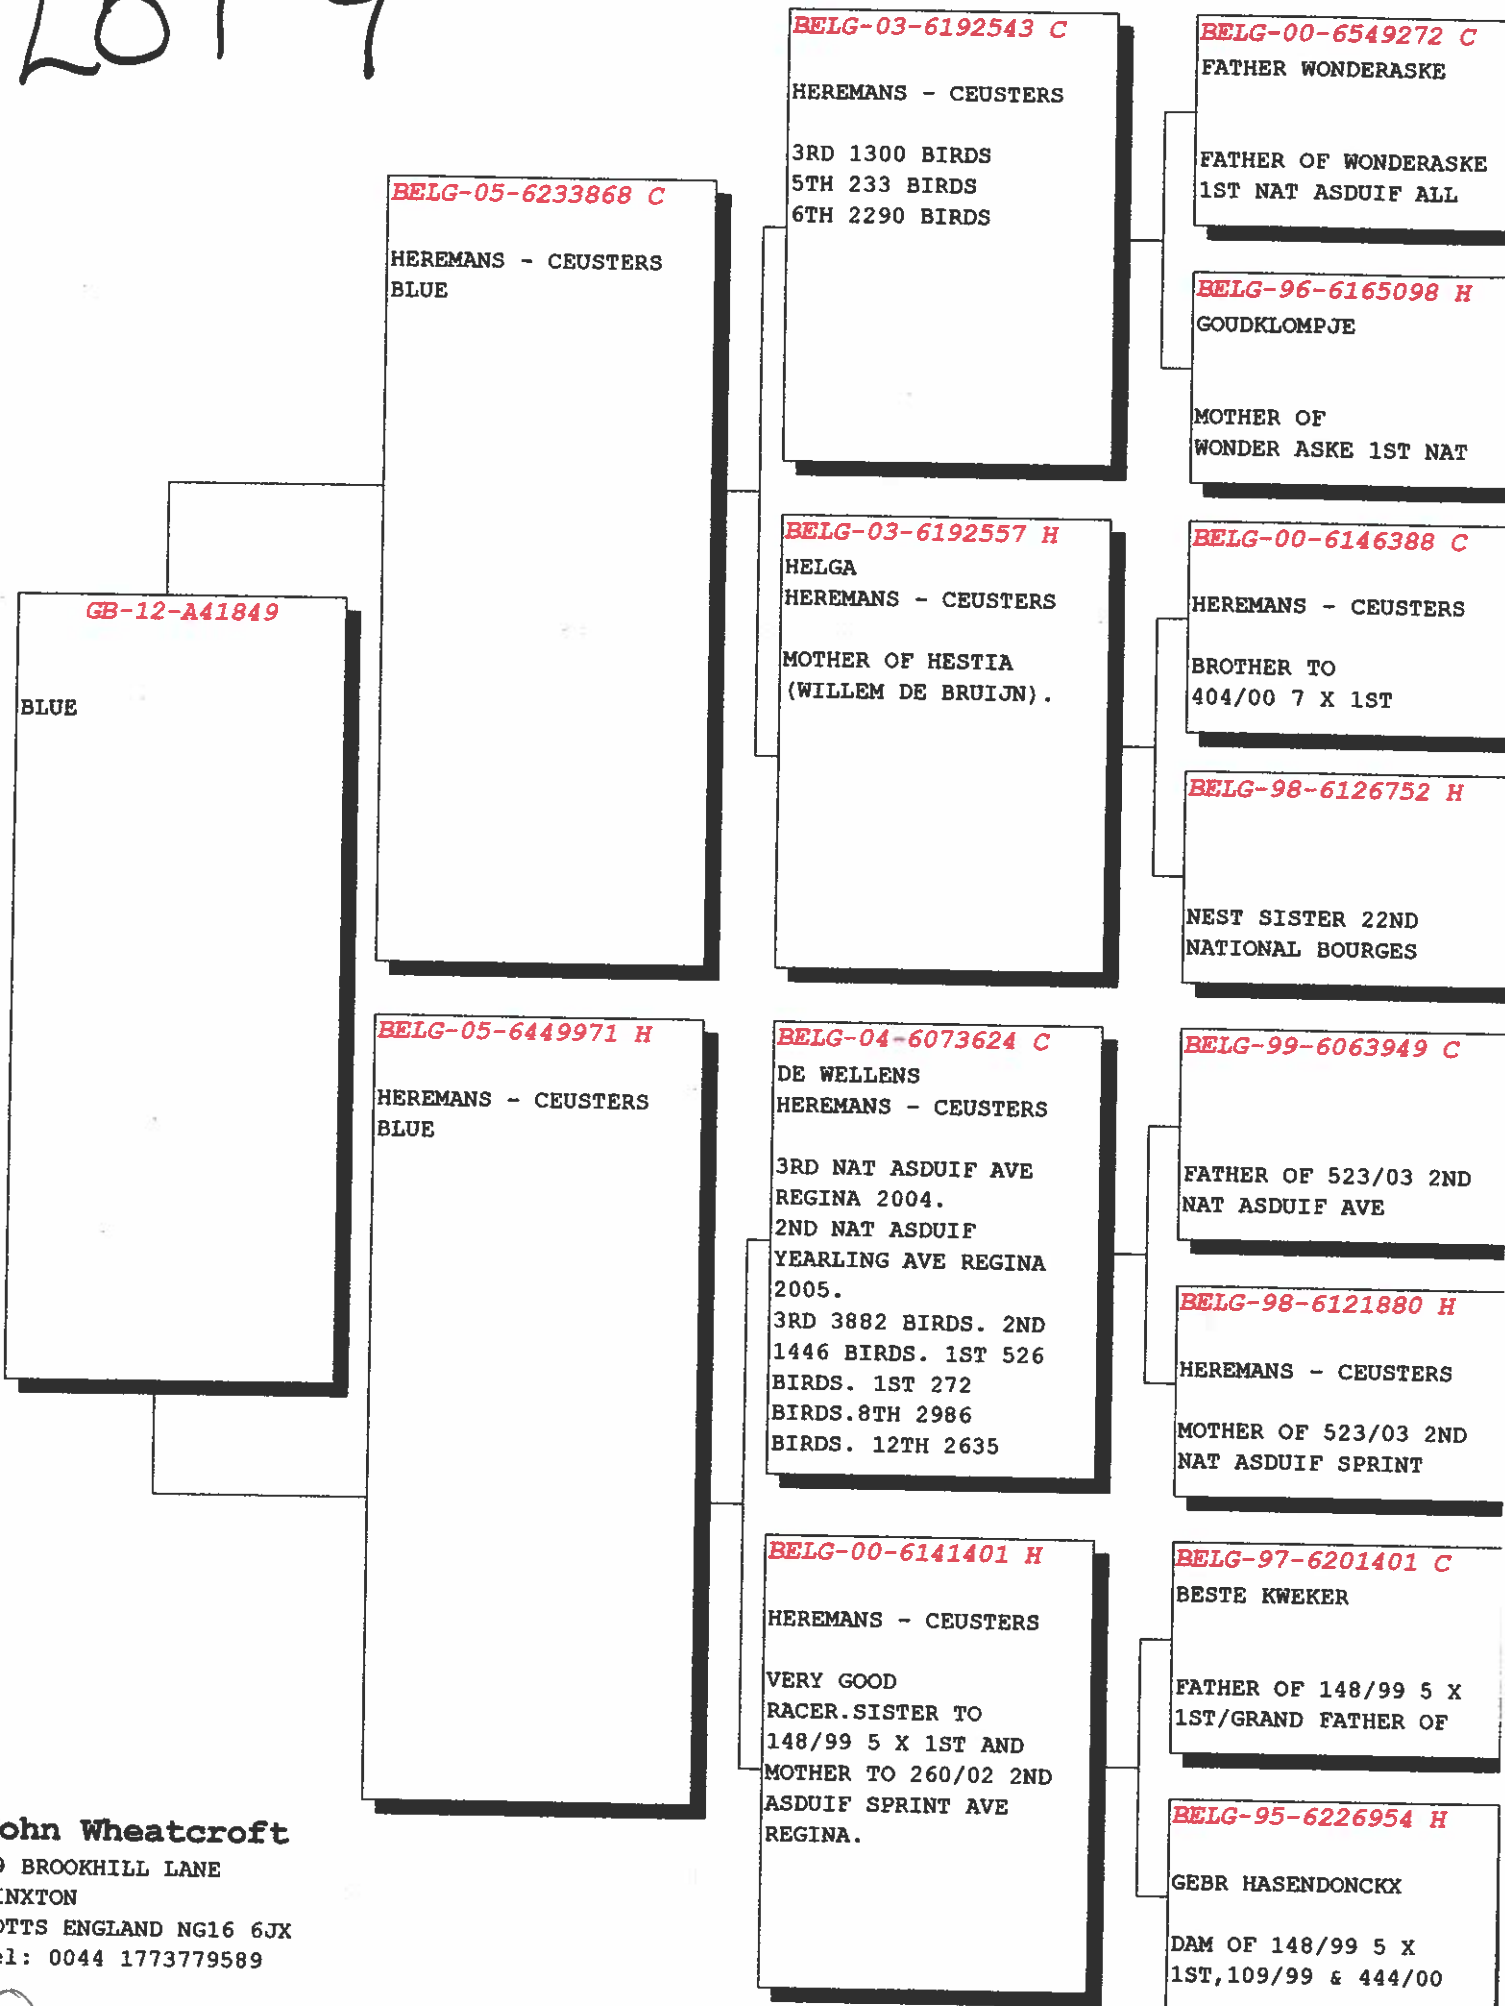 LOT 9
GB-12-A41849
BLUE
BELG-05-6233868 C
HEREMANS - CEUSTERS
BLUE
BELG-05-6449971 H
HEREMANS - CEUSTERS
BLUE
BELG-03-6192543 C
HEREMANS - CEUSTERS
3RD 1300 BIRDS
5TH 233 BIRDS
6TH 2290 BIRDS
BELG-03-6192557 H
HELGA
HEREMANS - CEUSTERS
MOTHER OF HESTIA
(WILLEM DE BRUIJN).
BELG-04-6073624 C
DE WELLENS
HEREMANS - CEUSTERS
3RD NAT ASDUIF AVE
REGINA 2004.
2ND NAT ASDUIF
YEARLING AVE REGINA
2005.
3RD 3882 BIRDS. 2ND
1446 BIRDS. 1ST 526
BIRDS. 1ST 272
BIRDS.8TH 2986
BIRDS. 12TH 2635
BELG-00-6141401 H
HEREMANS - CEUSTERS
VERY GOOD
RACER.SISTER TO
148/99 5 X 1ST AND
MOTHER TO 260/02 2ND
ASDUIF SPRINT AVE
REGINA.
BELG-00-6549272 C
FATHER WONDERASKE
FATHER OF WONDERASKE
1ST NAT ASDUIF ALL
BELG-96-6165098 H
GOUDKLOMPJE
MOTHER OF
WONDER ASKE 1ST NAT
BELG-00-6146388 C
HEREMANS - CEUSTERS
BROTHER TO
404/00 7 X 1ST
BELG-98-6126752 H
NEST SISTER 22ND
NATIONAL BOURGES
BELG-99-6063949 C
FATHER OF 523/03 2ND
NAT ASDUIF AVE
BELG-98-6121880 H
HEREMANS - CEUSTERS
MOTHER OF 523/03 2ND
NAT ASDUIF SPRINT
BELG-97-6201401 C
BESTE KWEKER
FATHER OF 148/99 5 X
1ST/GRAND FATHER OF
BELG-95-6226954 H
GEBR HASENDONCKX
DAM OF 148/99 5 X
1ST,109/99 & 444/00
ohn Wheatcroft
9 BROOKHILL LANE
INXTON
OTTS ENGLAND NG16 6JX
el: 0044 1773779589